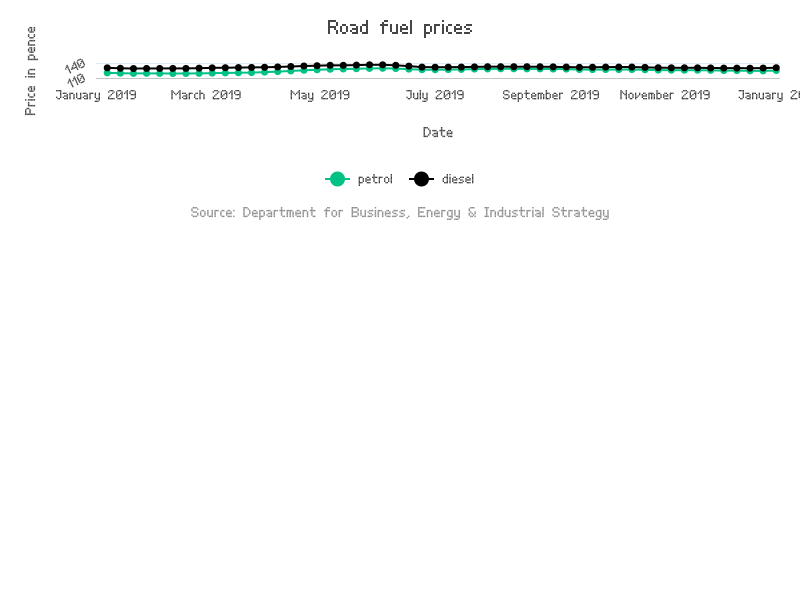 Road fuel prices
Price in pence
140
110
January 2019 March 2019 May 2019 July 2019 September 2019 November 2019 January
Date
petrol diesel
Source: Department for Business, Energy & Industrial Strategy